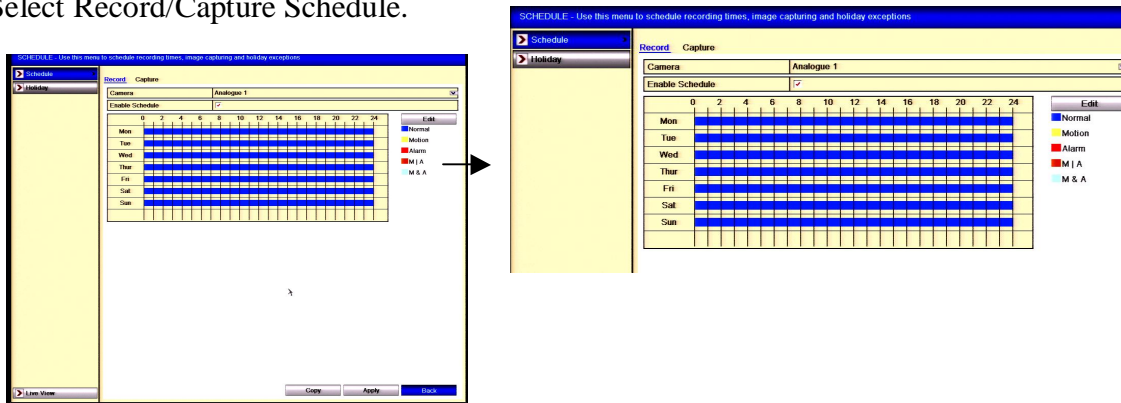 Select Record/Capture Schedule.
SCHEDULE - Use this menu to schedule recording times, image capturing and holiday exceptions
Schedule
Holiday
Record Capture
Camera Analogue 1
Enable Schedule
0 2 4 6 8 10 12 14 16 18 20 22 24
Mon
Tue
Wed
Thur
Fri
Sat
Sun
Edit
Normal
Motion
Alarm
M | A
M & A
Live View
Copy Apply Back
SCHEDULE - Use this menu to schedule recording times, image capturing and holiday exceptions
Schedule
Holiday
Record Capture
Camera Analogue 1
Enable Schedule
0 2 4 6 8 10 12 14 16 18 20 22 24
Mon
Tue
Wed
Thur
Fri
Sat
Sun
Edit
Normal
Motion
Alarm
M | A
M & A